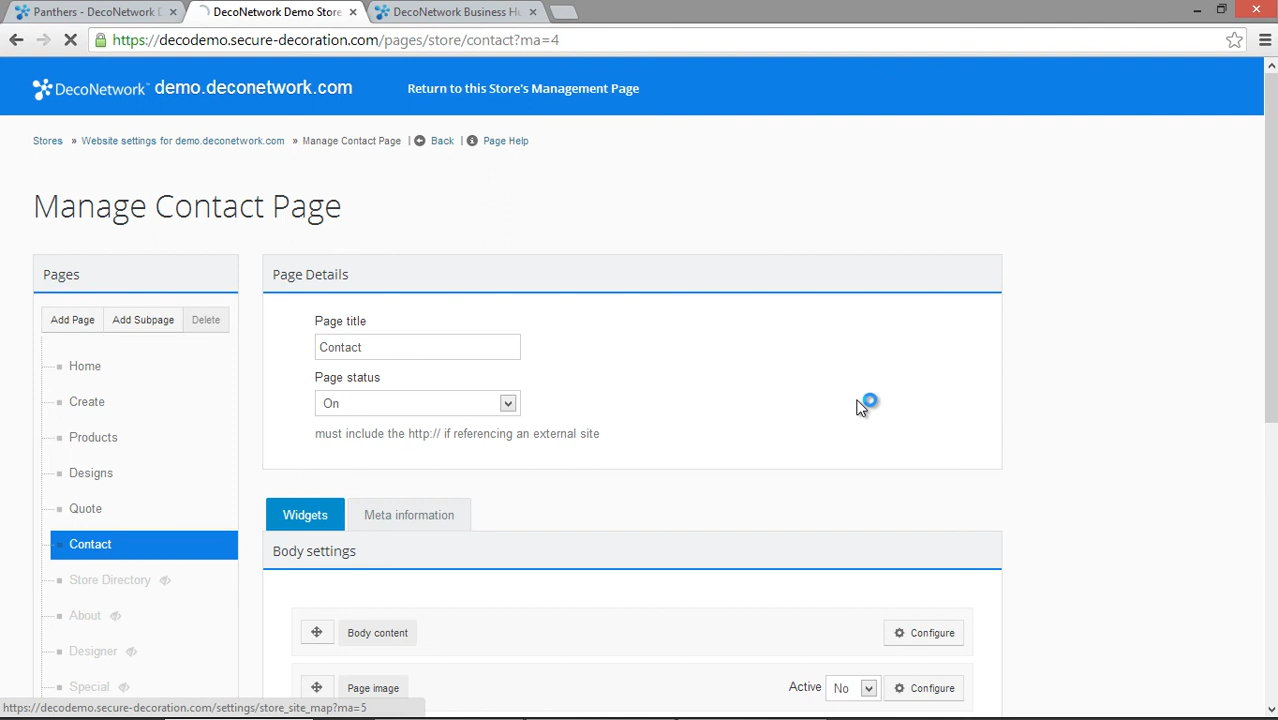 Panthers - DecoNetwork D
DecoNetwork Demo Store
DecoNetwork Business Hu
https://decodemo.secure-decoration.com/pages/store/contact?ma=4
DecoNetwork™ demo.deconetwork.com Return to this Store's Management Page
Stores » Website settings for demo.deconetwork.com » Manage Contact Page | Back | Page Help
Manage Contact Page
Pages
Add Page Add Subpage Delete
Home
Create
Products
Designs
Quote
Contact
Store Directory
About
Designer
Special
Page Details
Page title
Contact
Page status
On
must include the http:// if referencing an external site
Widgets Meta information
Body settings
Body content Configure
Page image Active No Configure
https://decodemo.secure-decoration.com/settings/store_site_map?ma=5